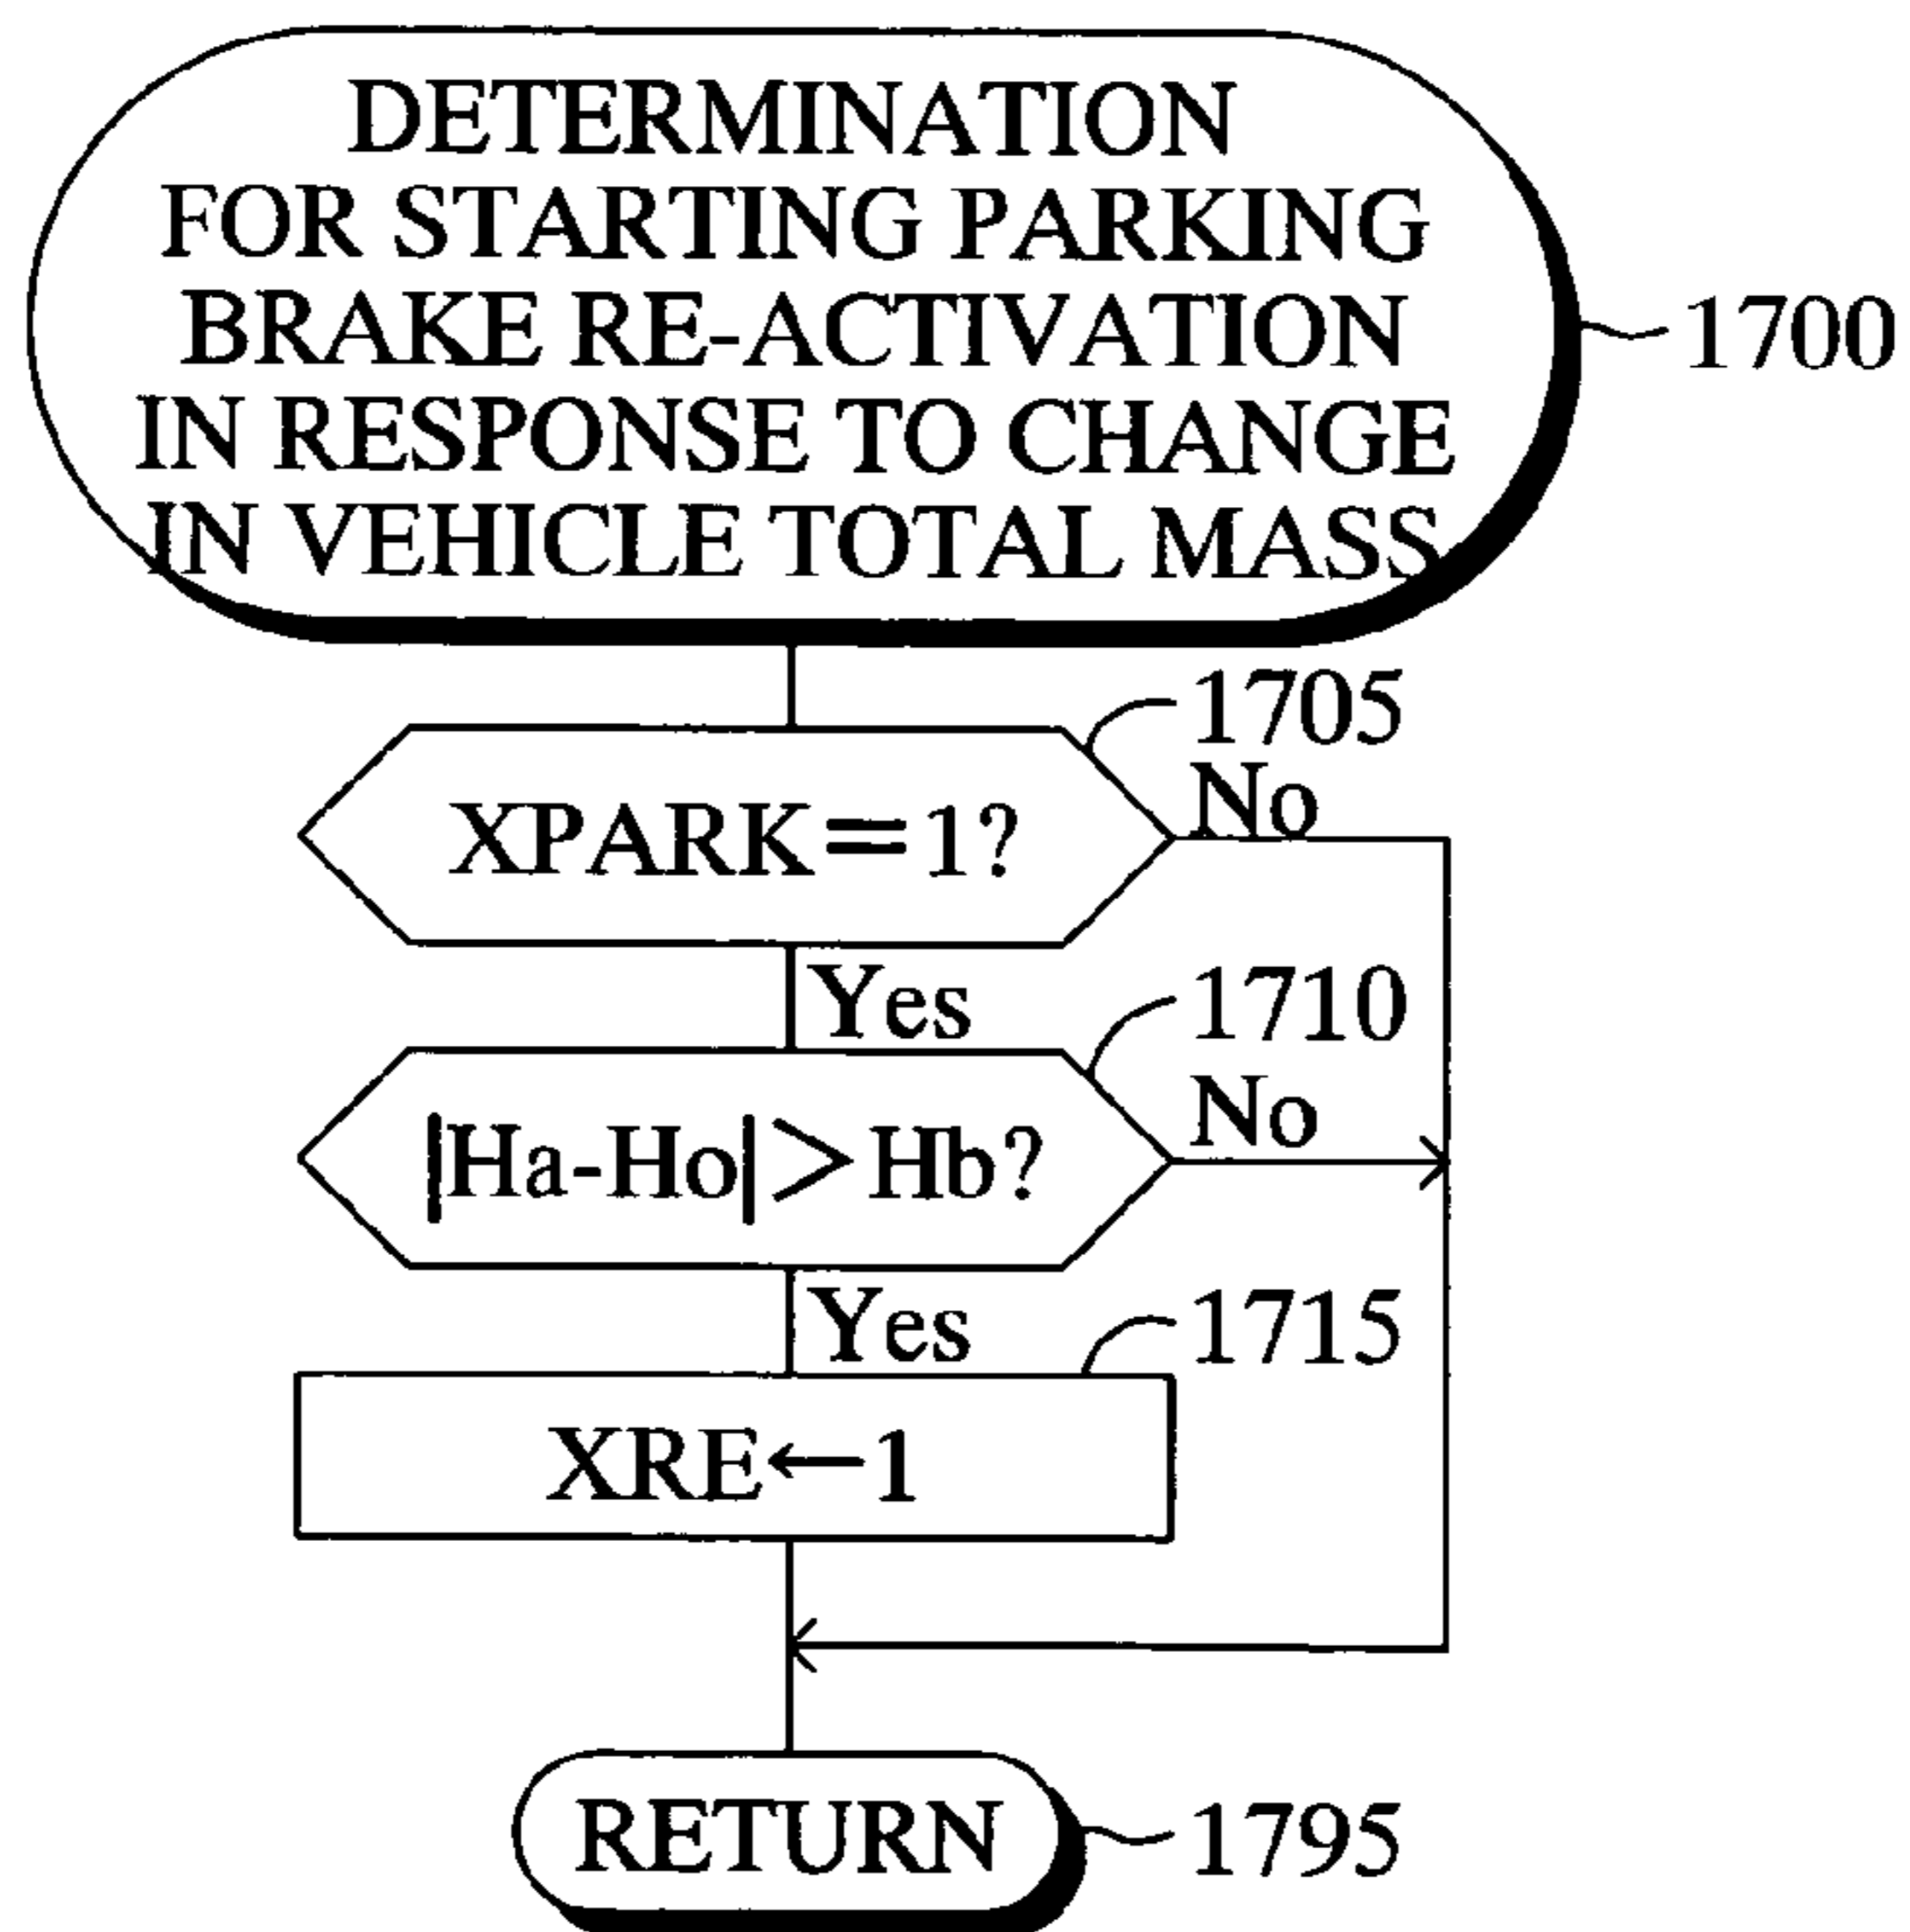 DETERMINATION
FOR STARTING PARKING
BRAKE RE-ACTIVATION
IN RESPONSE TO CHANGE
IN VEHICLE TOTAL MASS
1700
1705
No
XPARK=1?
Yes
1710
No
|Ha-Ho|>Hb?
Yes
1715
XRE←1
RETURN
1795